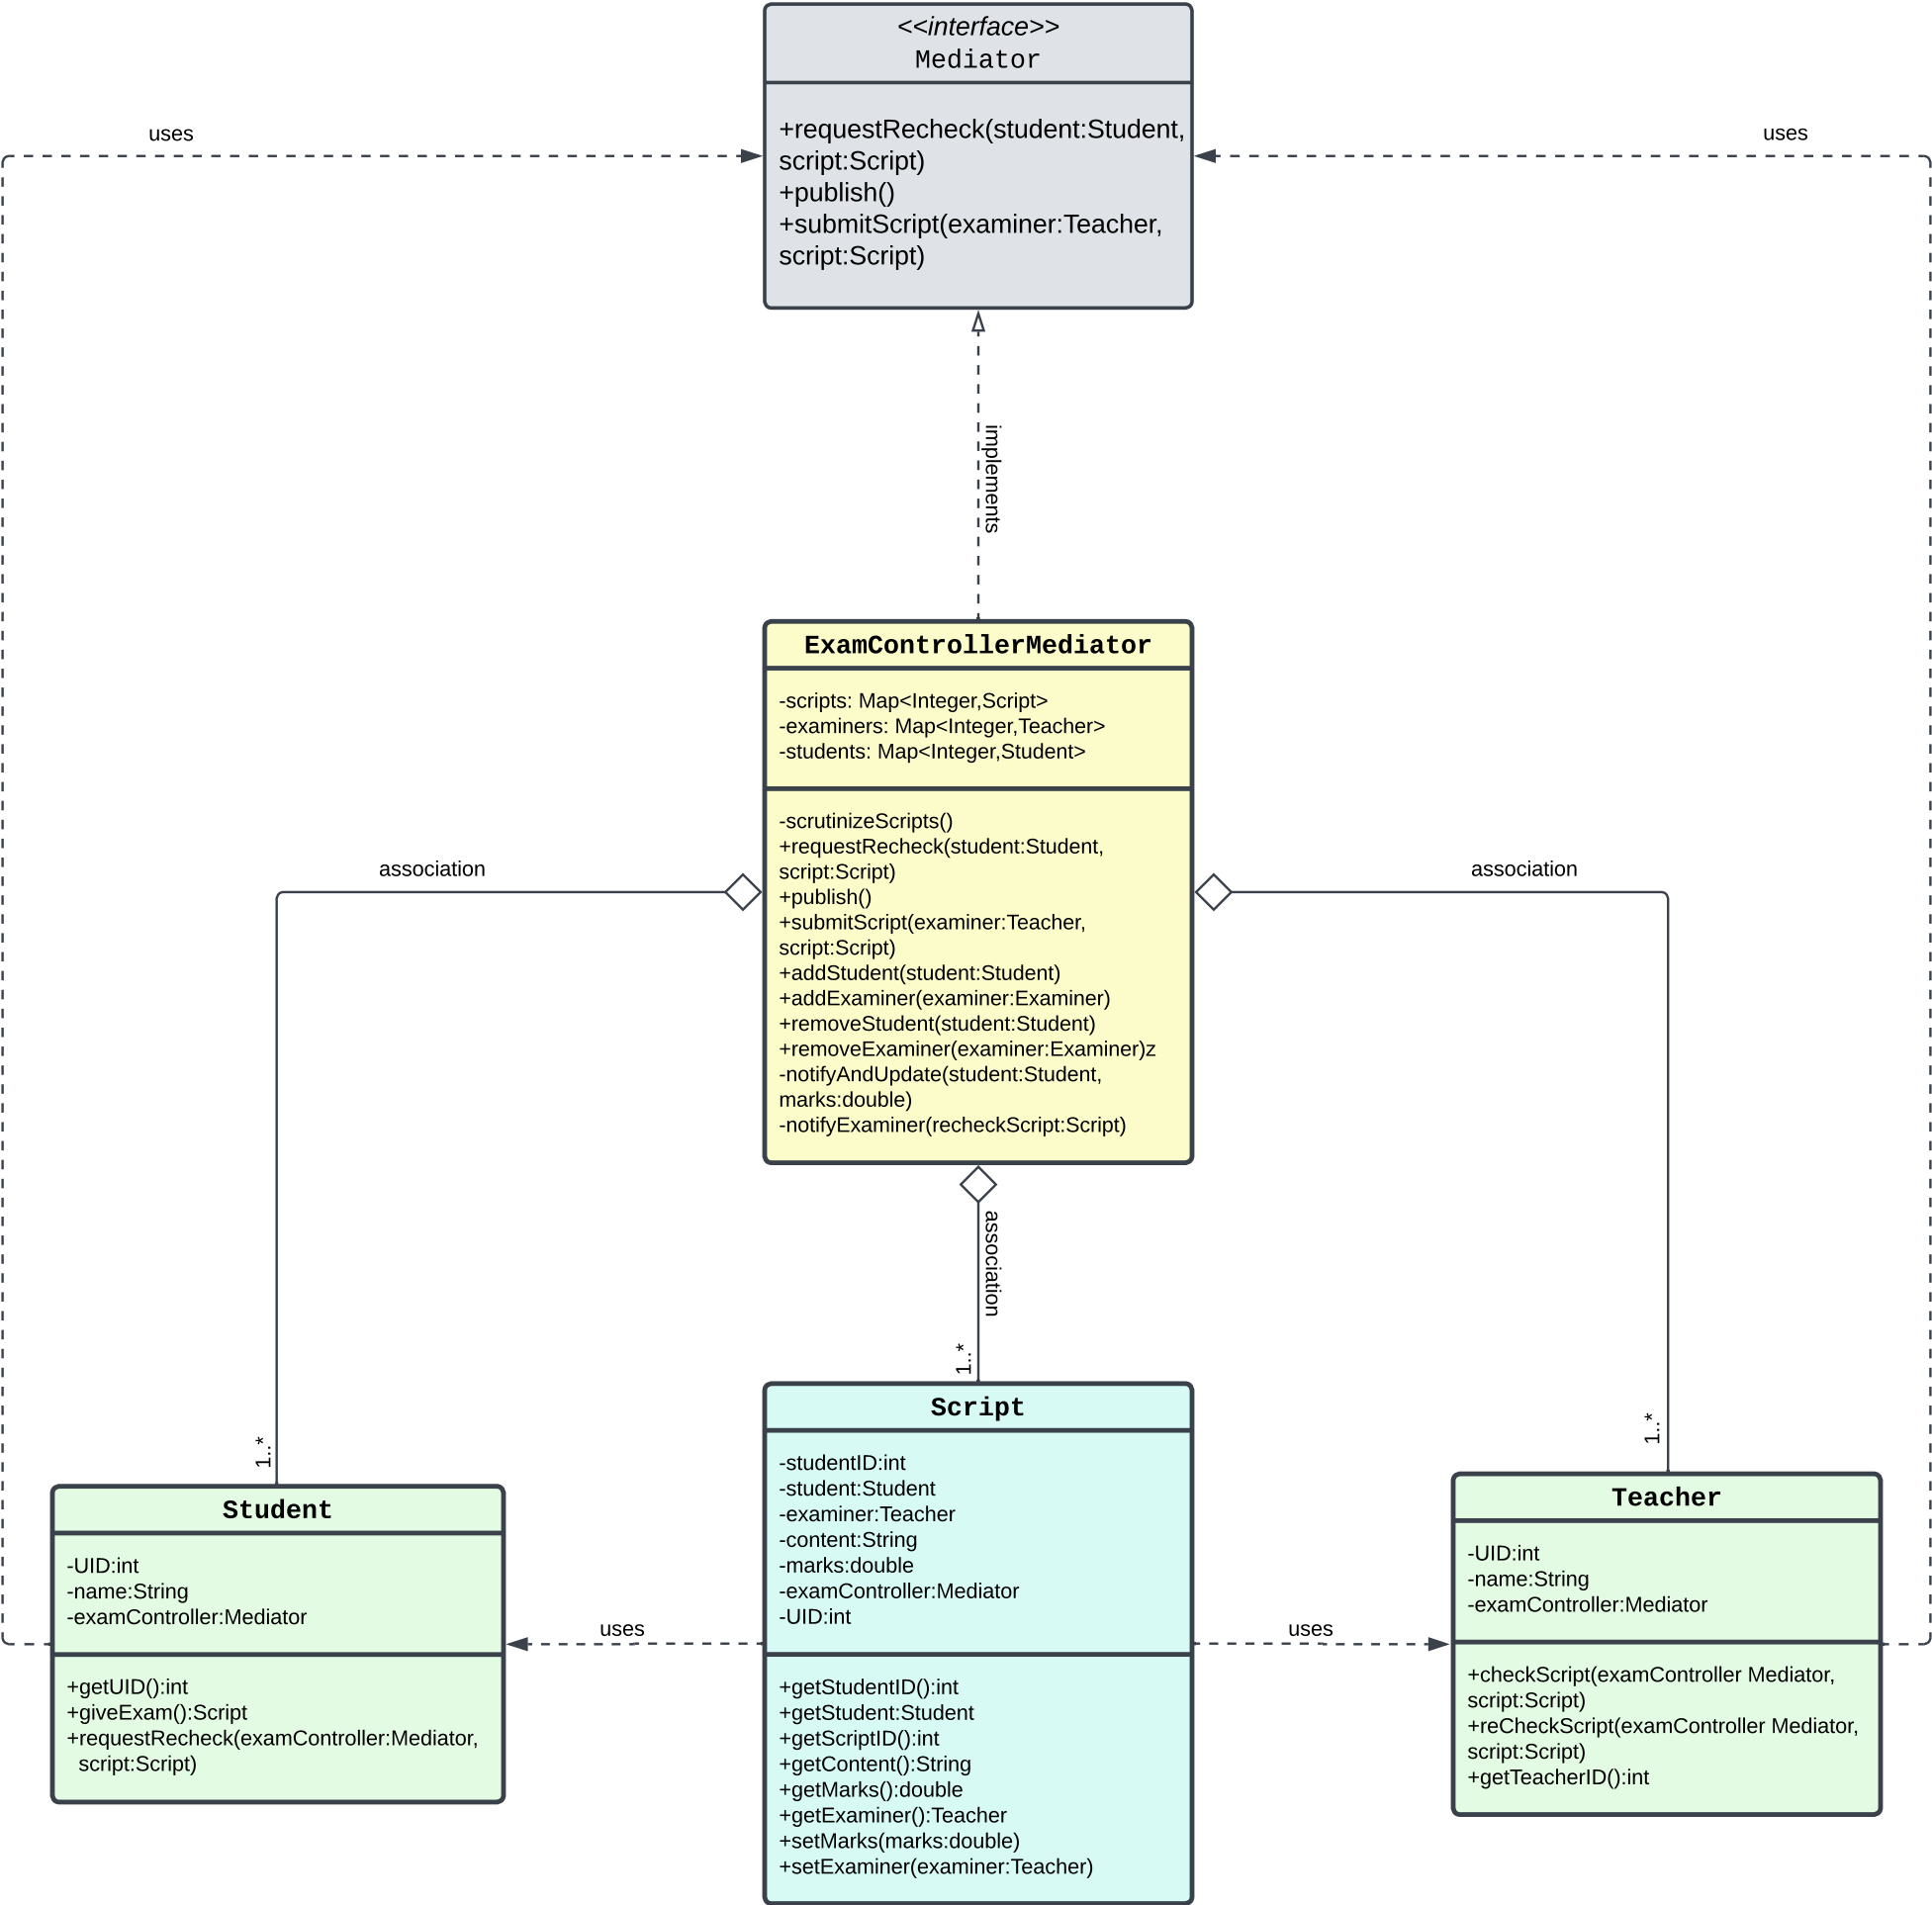 <<interface>>
Mediator
+requestRecheck(student:Student,
script:Script)
+publish()
+submitScript(examiner:Teacher,
script:Script)
uses
uses
implements
ExamControllerMediator
-scripts: Map<Integer,Script>
-examiners: Map<Integer,Teacher>
-students: Map<Integer,Student>
-scrutinizeScripts()
+requestRecheck(student:Student,
script:Script)
+publish()
+submitScript(examiner:Teacher,
script:Script)
+addStudent(student:Student)
+addExaminer(examiner:Examiner)
+removeStudent(student:Student)
+removeExaminer(examiner:Examiner)z
-notifyAndUpdate(student:Student,
marks:double)
-notifyExaminer(recheckScript:Script)
association
association
association
1..*
1..*
1..*
Student
-UID:int
-name:String
-examController:Mediator
+getUID():int
+giveExam():Script
+requestRecheck(examController:Mediator,
script:Script)
uses
Script
-studentID:int
-student:Student
-examiner:Teacher
-content:String
-marks:double
-examController:Mediator
-UID:int
+getStudentID():int
+getStudent:Student
+getScriptID():int
+getContent():String
+getMarks():double
+getExaminer():Teacher
+setMarks(marks:double)
+setExaminer(examiner:Teacher)
uses
Teacher
-UID:int
-name:String
-examController:Mediator
+checkScript(examController Mediator,
script:Script)
+reCheckScript(examController Mediator,
script:Script)
+getTeacherID():int